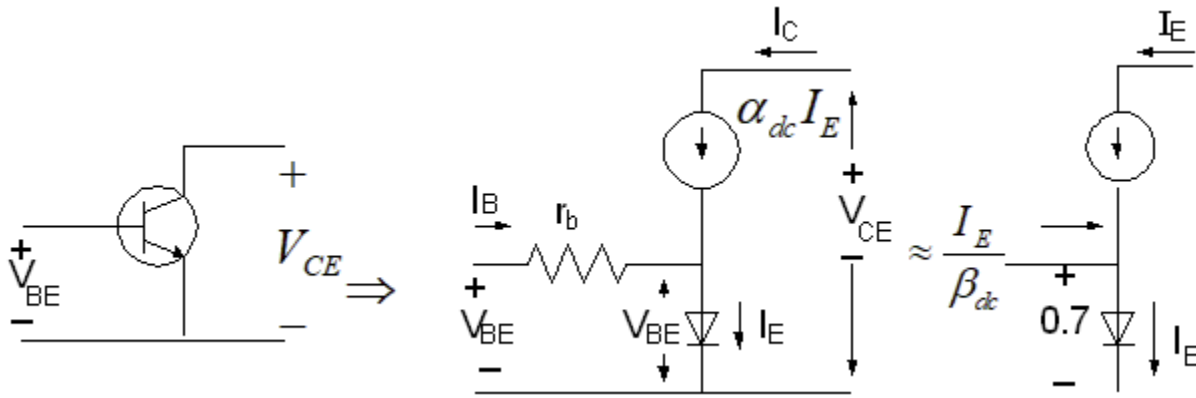 +
V_BE
−
+
V_CE
−
⇒
I_B
r_b
+
V_BE
−
V_BE
I_E
I_C
α_dc I_E
+
V_CE
−
≈ I_E / β_dc
I_E
+
0.7
−
I_E